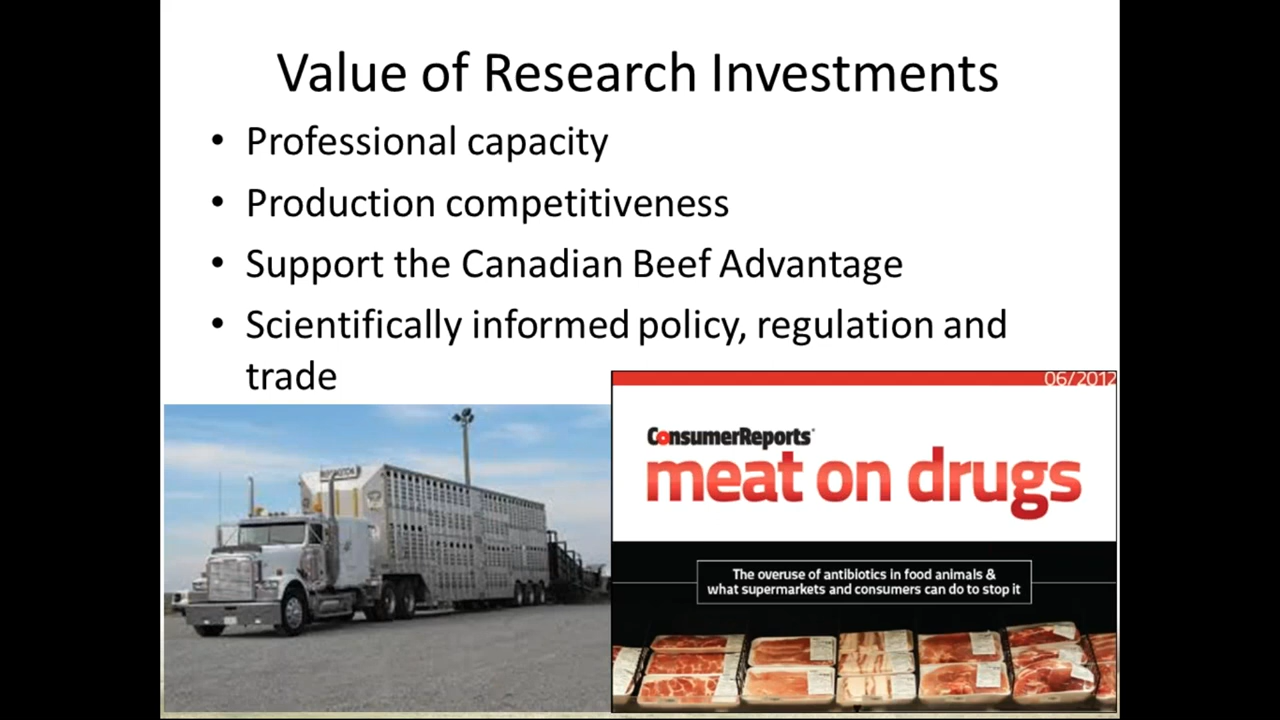 Value of Research Investments
• Professional capacity
• Production competitiveness
• Support the Canadian Beef Advantage
• Scientifically informed policy, regulation and
trade
06/2012
ConsumerReports
meat on drugs
The overuse of antibiotics in food animals &
what supermarkets and consumers can do to stop it